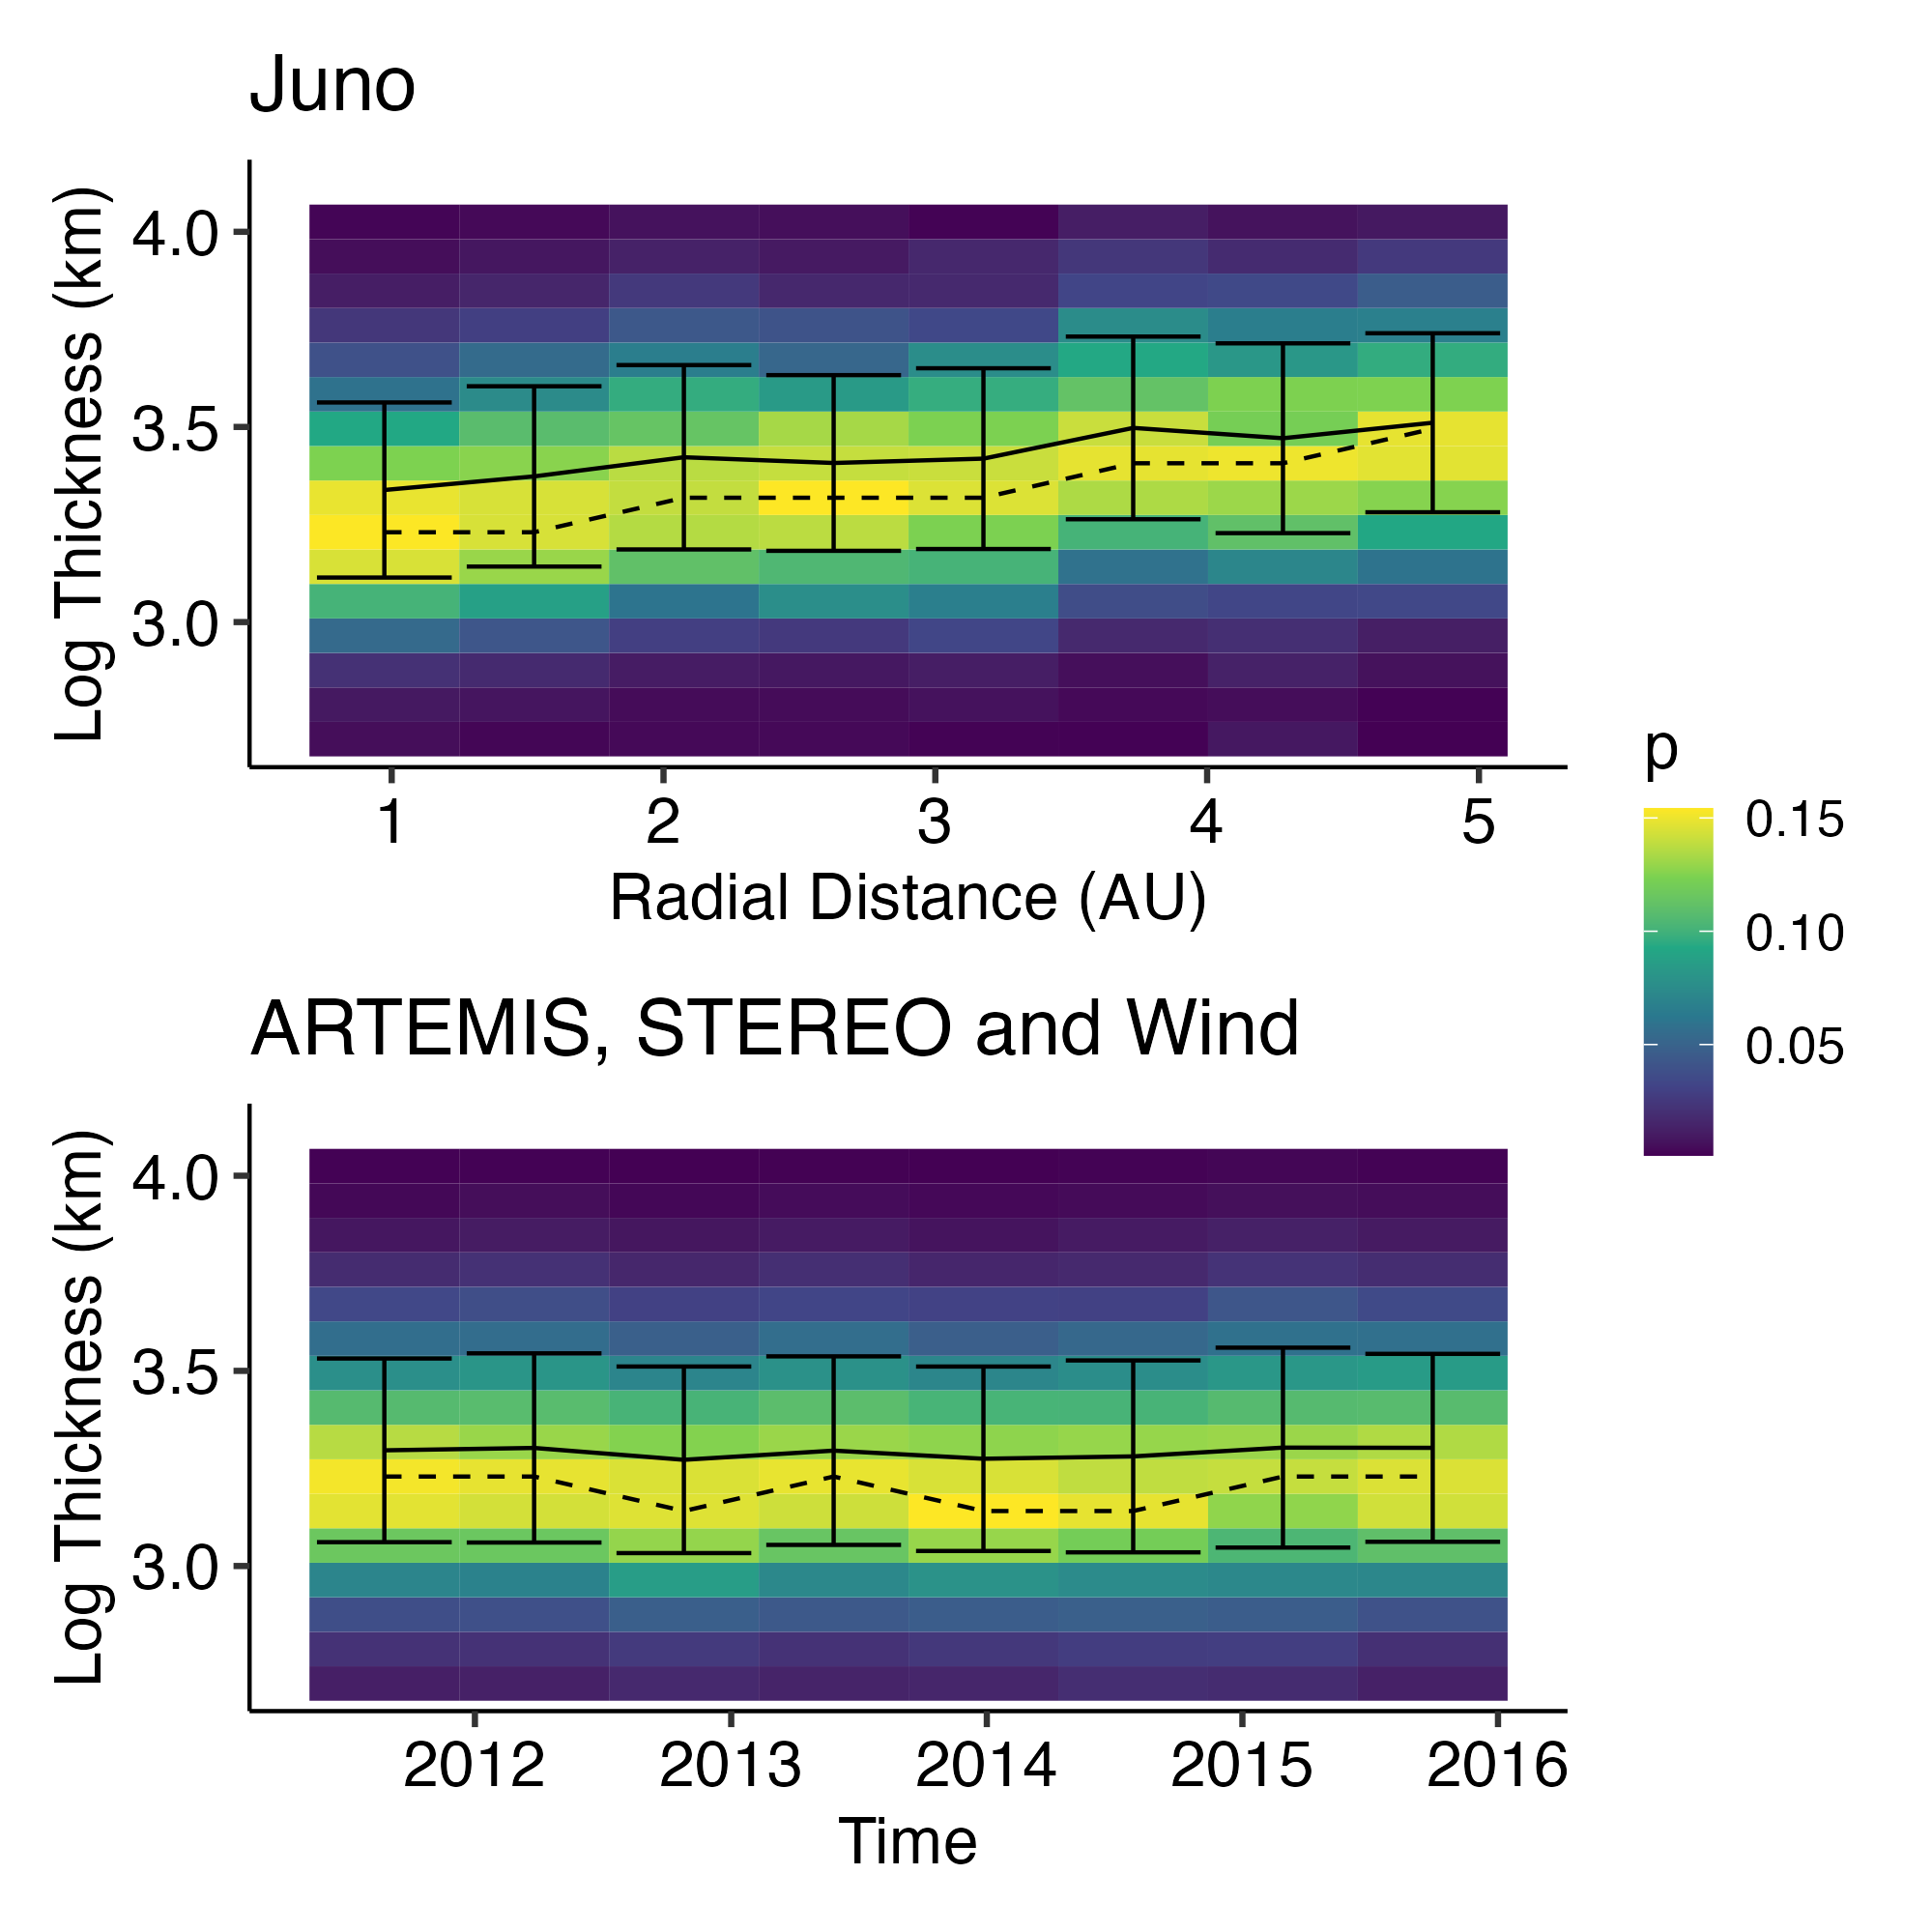 Juno
Log Thickness (km)
4.0
3.5
3.0
1 2 3 4 5
Radial Distance (AU)
p
0.15
0.10
0.05
ARTEMIS, STEREO and Wind
Log Thickness (km)
4.0
3.5
3.0
2012 2013 2014 2015 2016
Time